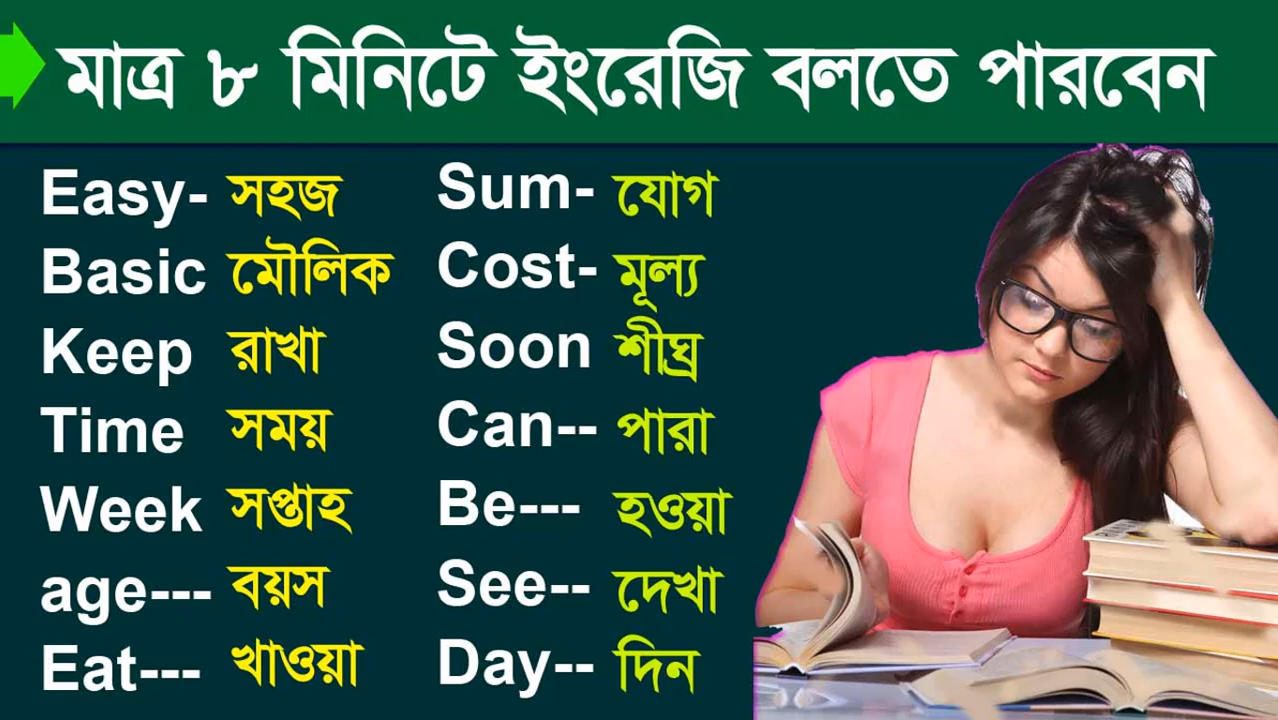 মাত্র ৮ মিনিটে ইংরেজি বলতে পারবেন
Easy- সহজ
Basic মৌলিক
Keep রাখা
Time সময়
Week সপ্তাহ
age--- বয়স
Eat--- খাওয়া
Sum- যোগ
Cost- মূল্য
Soon শীঘ্র
Can-- পারা
Be--- হওয়া
See-- দেখা
Day-- দিন